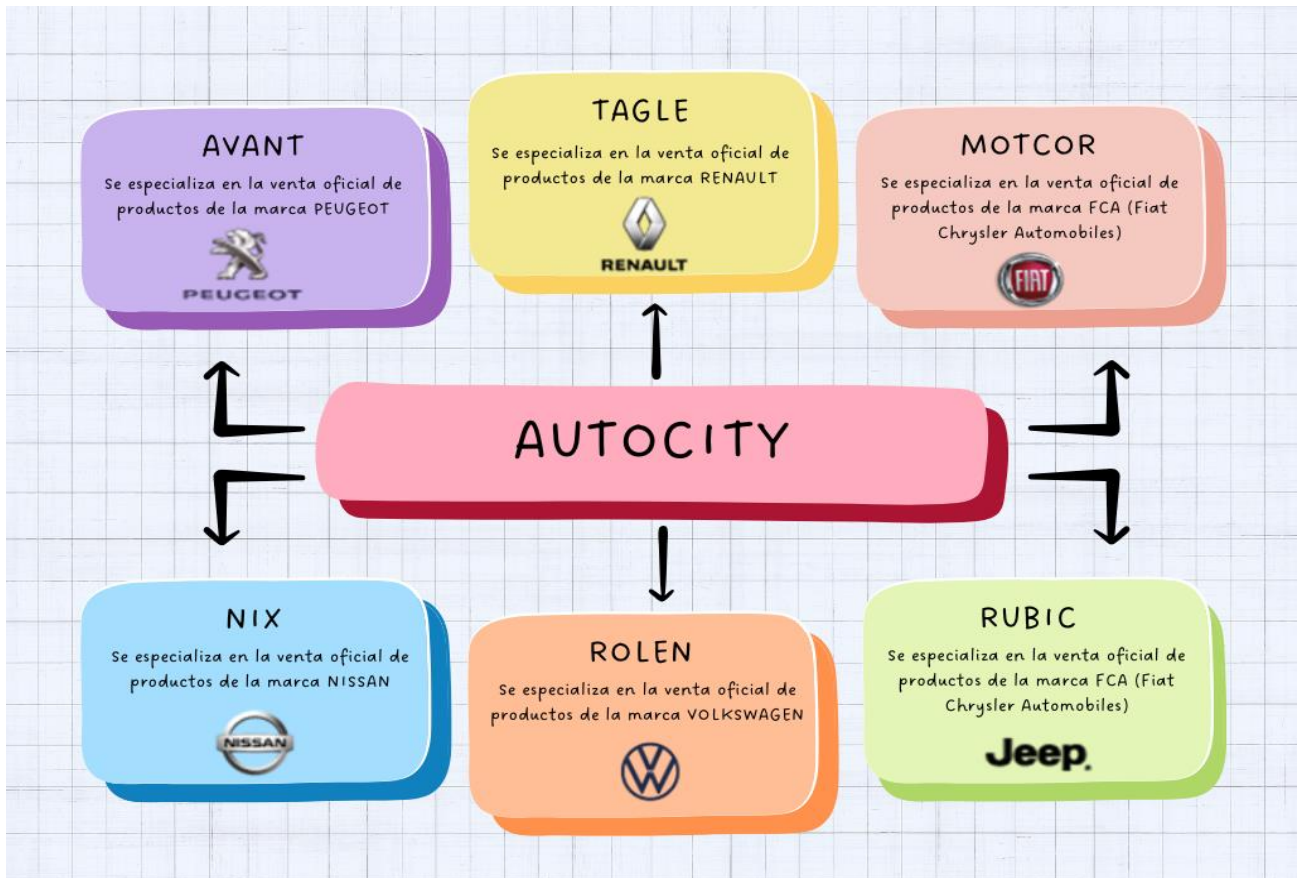 AVANT
Se especializa en la venta oficial de
productos de la marca PEUGEOT
PEUGEOT
TAGLE
Se especializa en la venta oficial de
productos de la marca RENAULT
RENAULT
MOTCOR
Se especializa en la venta oficial de
productos de la marca FCA (Fiat
Chrysler Automobiles)
FIAT
AUTOCITY
NIX
Se especializa en la venta oficial de
productos de la marca NISSAN
NISSAN
ROLEN
Se especializa en la venta oficial de
productos de la marca VOLKSWAGEN
RUBIC
Se especializa en la venta oficial de
productos de la marca FCA (Fiat
Chrysler Automobiles)
Jeep